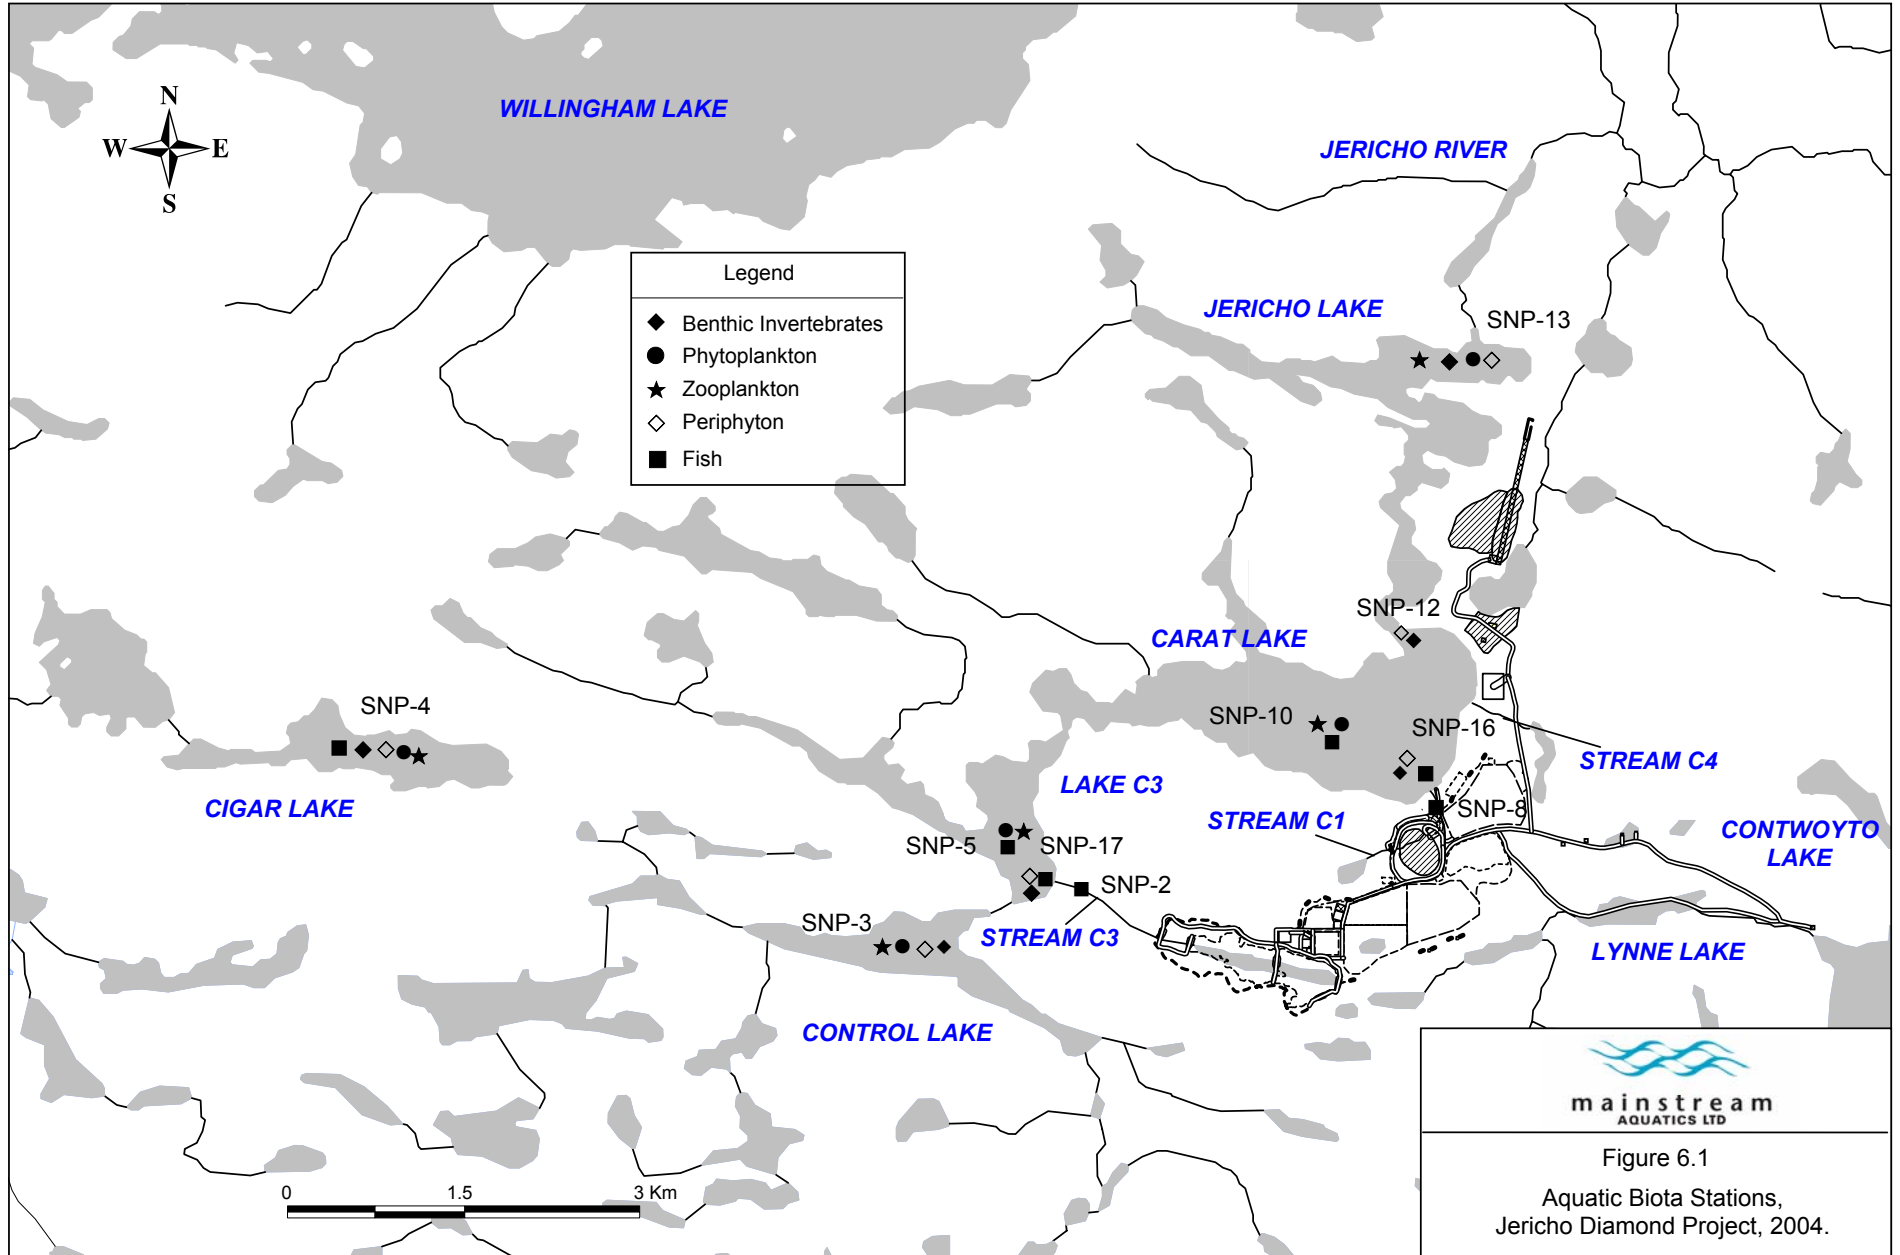 N
W E
S
WILLINGHAM LAKE
JERICHO RIVER
Legend
Benthic Invertebrates
Phytoplankton
Zooplankton
Periphyton
Fish
JERICHO LAKE
SNP-13
SNP-12
CARAT LAKE
SNP-4
SNP-10
SNP-16
STREAM C4
CIGAR LAKE
LAKE C3
SNP-8
STREAM C1
CONTWOYTO
LAKE
SNP-5
SNP-17
SNP-2
SNP-3
STREAM C3
LYNNE LAKE
CONTROL LAKE
0 1.5 3 Km
mainstream
AQUATICS LTD
Figure 6.1
Aquatic Biota Stations,
Jericho Diamond Project, 2004.